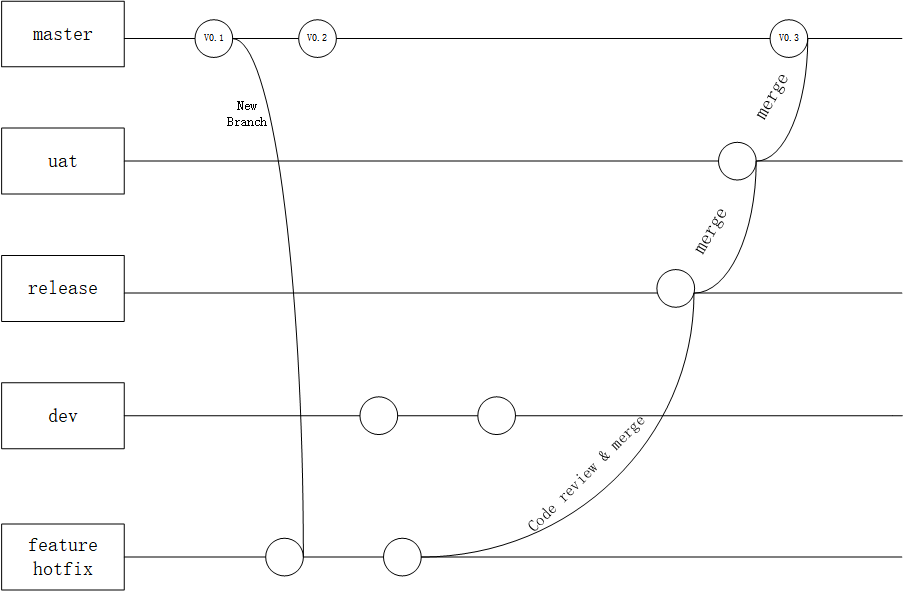 master
V0.1
V0.2
V0.3
New
Branch
merge
uat
merge
release
dev
Code review & merge
feature
hotfix